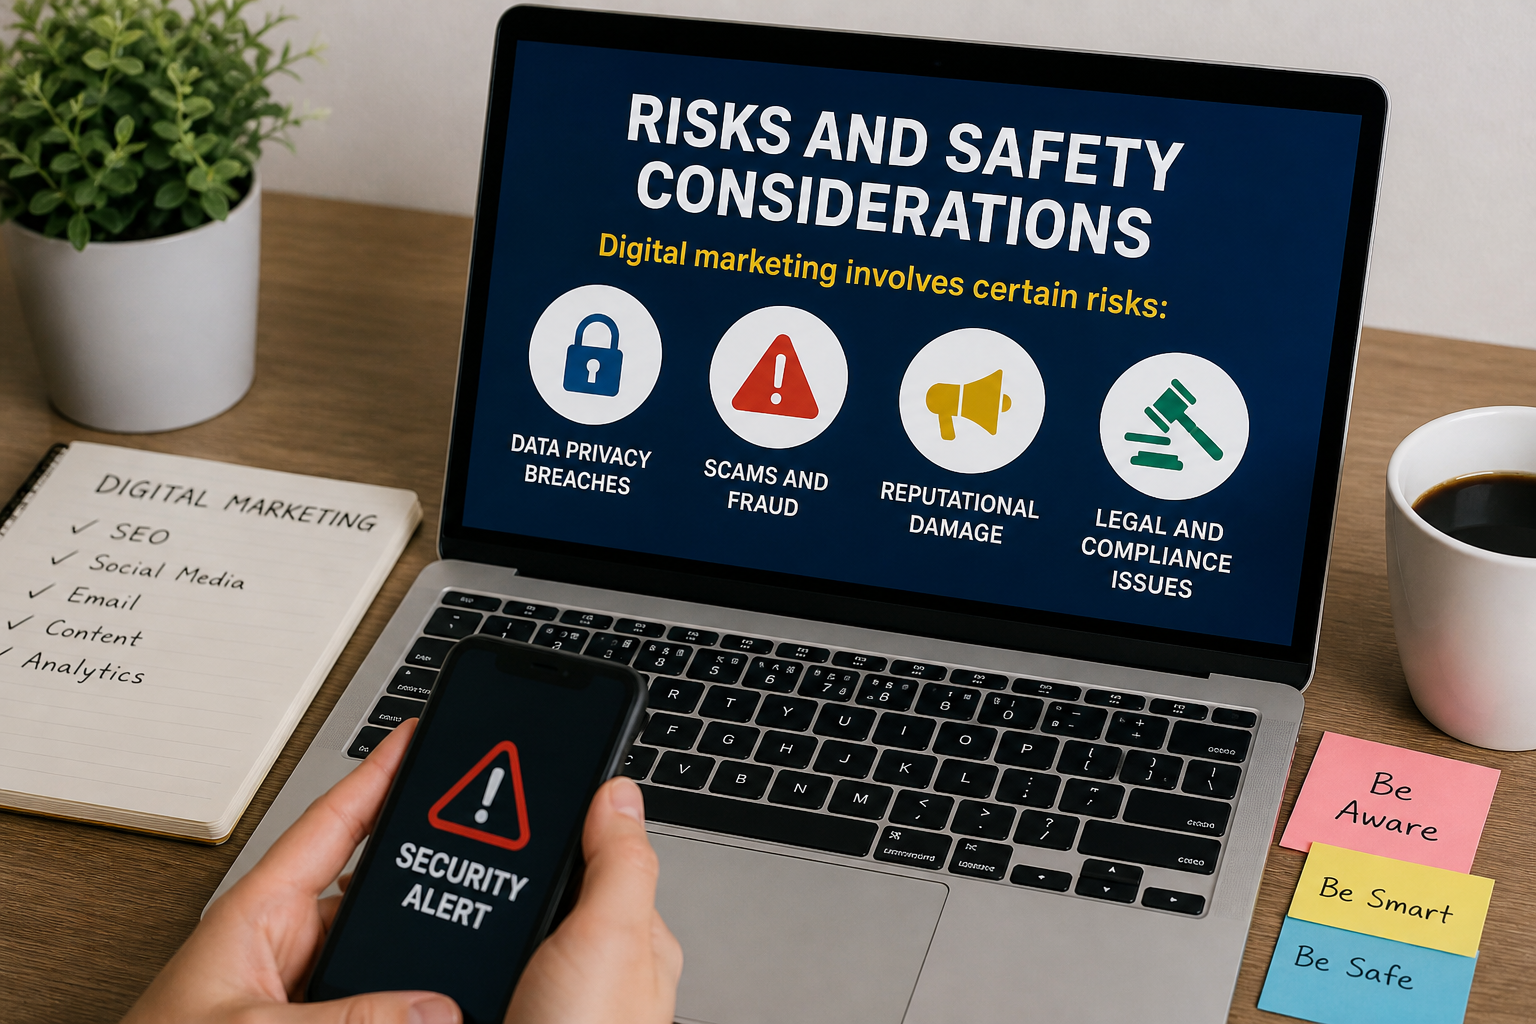 RISKS AND SAFETY
CONSIDERATIONS
Digital marketing involves certain risks:
DATA PRIVACY
BREACHES
SCAMS AND
FRAUD
REPUTATIONAL
DAMAGE
LEGAL AND
COMPLIANCE
ISSUES
DIGITAL MARKETING
✓ SEO
✓ Social Media
✓ Email
✓ Content
✓ Analytics
SECURITY
ALERT
Be
Aware
Be Smart
Be Safe